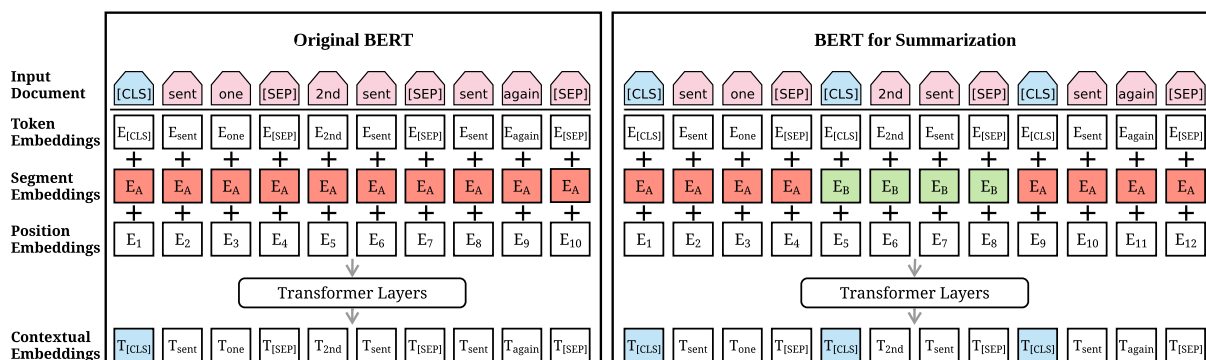 Original BERT
BERT for Summarization
Input Document [CLS] sent one [SEP] 2nd sent [SEP] sent again [SEP] [CLS] sent one [SEP] [CLS] 2nd sent [SEP] [CLS] sent again [SEP]
Token Embeddings E[CLS] Esent Eone E[SEP] E2nd Esent E[SEP] Esent Eagain E[SEP] E[CLS] Esent Eone E[SEP] E[CLS] E2nd Esent E[SEP] E[CLS] Esent Eagain E[SEP]
+ + + + + + + + + + + + + + + + + + + + + +
Segment Embeddings EA EA EA EA EA EA EA EA EA EA EA EA EA EA EB EB EB EB EA EA EA EA
+ + + + + + + + + + + + + + + + + + + + + +
Position Embeddings E1 E2 E3 E4 E5 E6 E7 E8 E9 E10 E1 E2 E3 E4 E5 E6 E7 E8 E9 E10 E11 E12
Transformer Layers
Transformer Layers
Contextual Embeddings T[CLS] Tsent Tone T[SEP] T2nd Tsent T[SEP] Tsent Tagain T[SEP] T[CLS] Tsent Tone T[SEP] T[CLS] T2nd Tsent T[SEP] T[CLS] Tsent Tagain T[SEP]